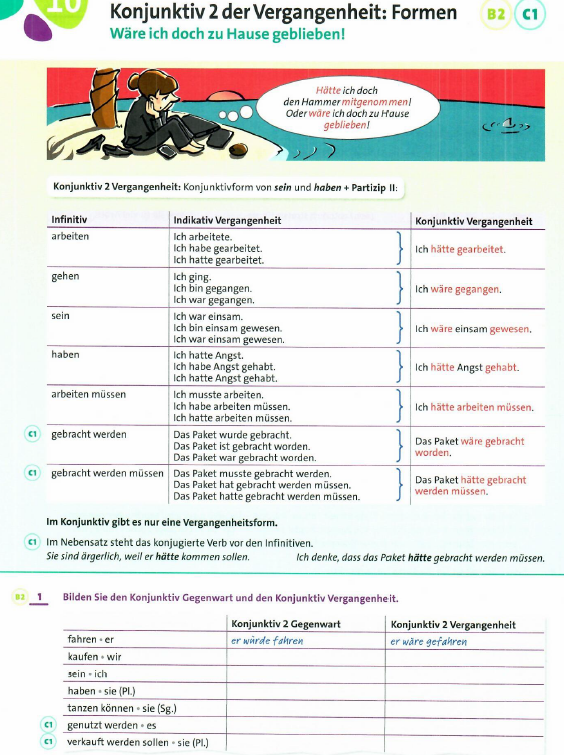 10
Konjunktiv 2 der Vergangenheit: Formen
B2 C1
Wäre ich doch zu Hause geblieben!
Hätte ich doch
den Hammer mitgenommen!
Oder wäre ich doch zu Hause
geblieben!
Konjunktiv 2 Vergangenheit: Konjunktivform von sein und haben + Partizip II:
Infinitiv Indikativ Vergangenheit Konjunktiv Vergangenheit
arbeiten
Ich arbeitete.
Ich habe gearbeitet.
Ich hatte gearbeitet.
Ich hätte gearbeitet.
gehen
Ich ging.
Ich bin gegangen.
Ich war gegangen.
Ich wäre gegangen.
sein
Ich war einsam.
Ich bin einsam gewesen.
Ich war einsam gewesen.
Ich wäre einsam gewesen.
haben
Ich hatte Angst.
Ich habe Angst gehabt.
Ich hatte Angst gehabt.
Ich hätte Angst gehabt.
arbeiten müssen
Ich musste arbeiten.
Ich habe arbeiten müssen.
Ich hatte arbeiten müssen.
Ich hätte arbeiten müssen.
C1 gebracht werden
Das Paket wurde gebracht.
Das Paket ist gebracht worden.
Das Paket war gebracht worden.
Das Paket wäre gebracht
worden.
C1 gebracht werden müssen
Das Paket musste gebracht werden.
Das Paket hat gebracht werden müssen.
Das Paket hatte gebracht werden müssen.
Das Paket hätte gebracht
werden müssen.
Im Konjunktiv gibt es nur eine Vergangenheitsform.
C1 Im Nebensatz steht das konjugierte Verb vor den Infinitiven.
Sie sind ärgerlich, weil er hätte kommen sollen. Ich denke, dass das Paket hätte gebracht werden müssen.
B2 1 Bilden Sie den Konjunktiv Gegenwart und den Konjunktiv Vergangenheit.
Konjunktiv 2 Gegenwart Konjunktiv 2 Vergangenheit
fahren • er er würde fahren er wäre gefahren
kaufen • wir
sein • ich
haben • sie (Pl.)
tanzen können • sie (Sg.)
C1 genutzt werden • es
C1 verkauft werden sollen • sie (Pl.)